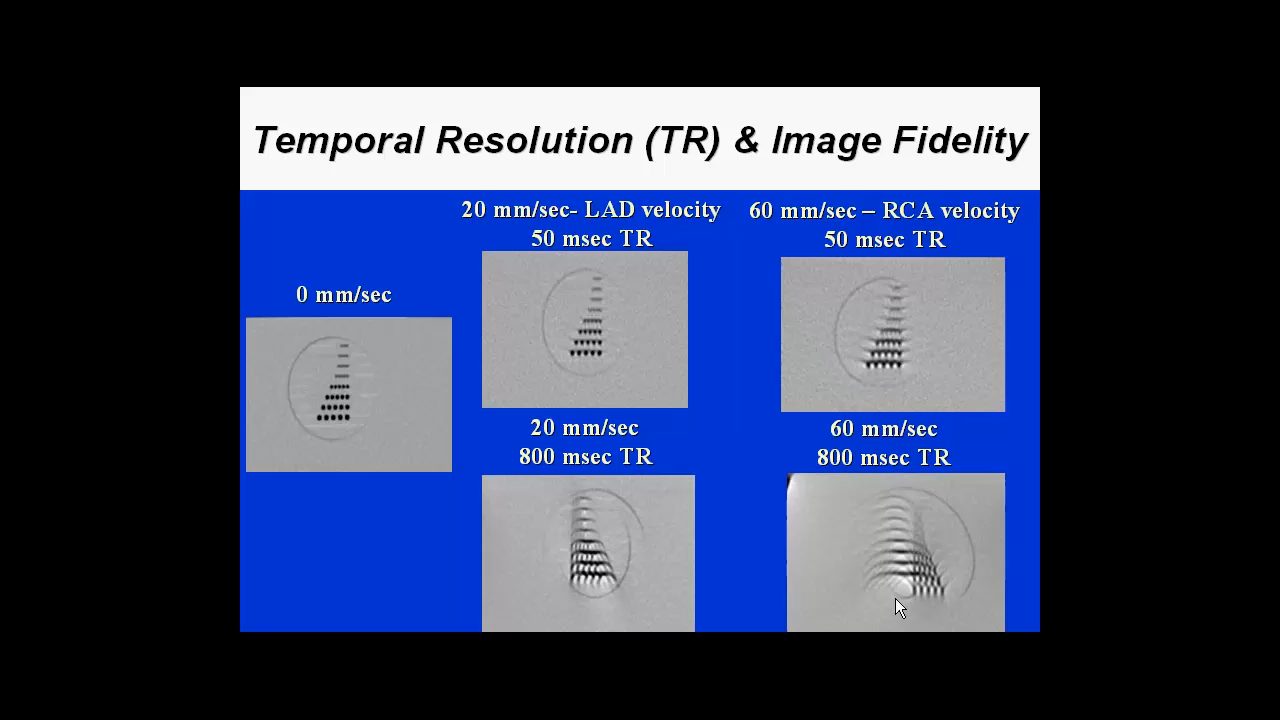 Temporal Resolution (TR) & Image Fidelity
20 mm/sec- LAD velocity
50 msec TR
60 mm/sec – RCA velocity
50 msec TR
0 mm/sec
20 mm/sec
800 msec TR
60 mm/sec
800 msec TR